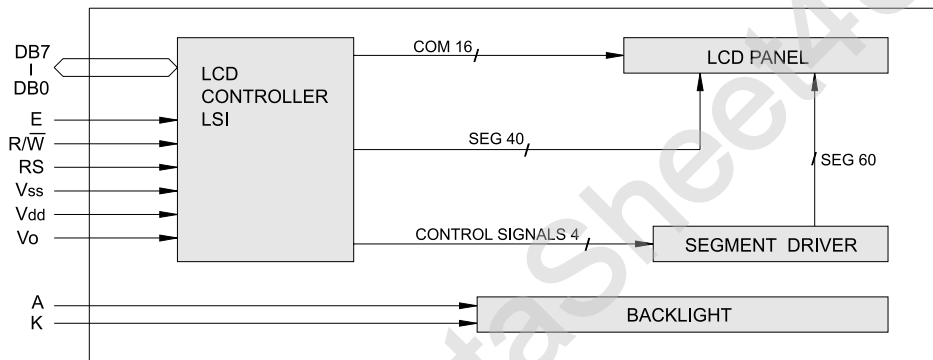 DB7
DB0
E
R/W
RS
Vss
Vdd
Vo
A
K
LCD
CONTROLLER
LSI
COM 16
SEG 40
CONTROL SIGNALS 4
LCD PANEL
SEG 60
SEGMENT DRIVER
BACKLIGHT